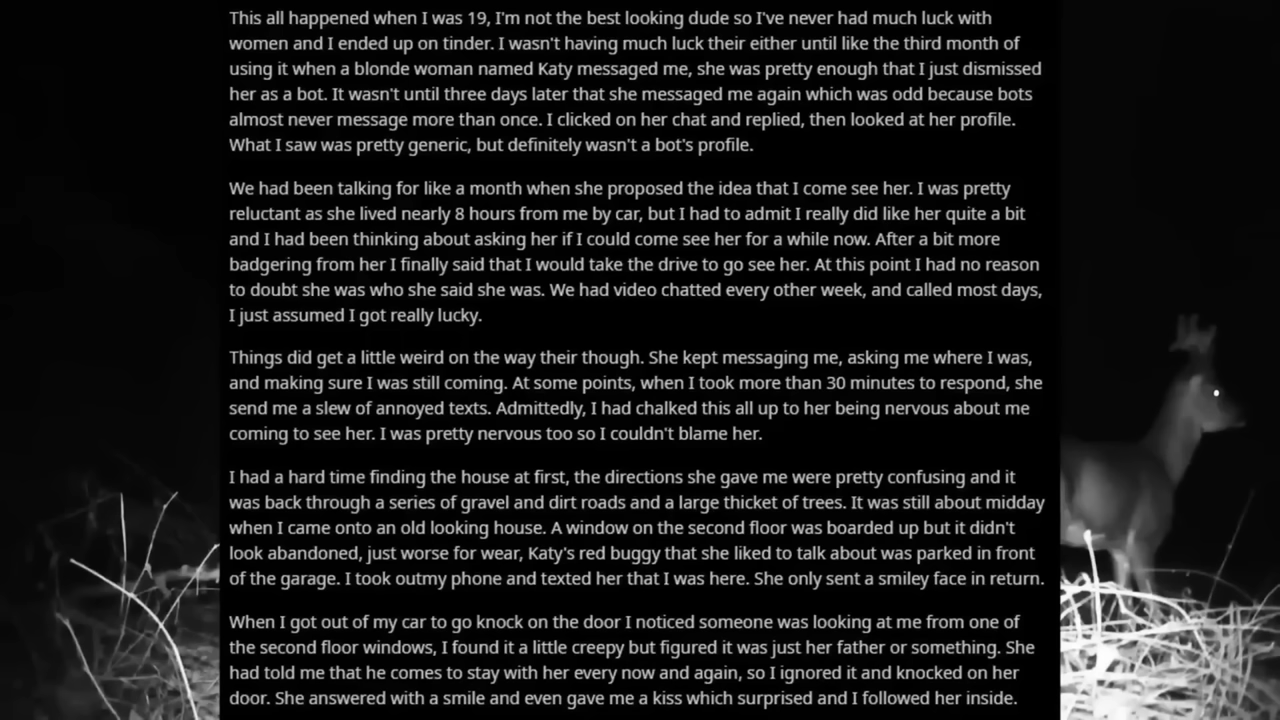 This all happened when I was 19, I'm not the best looking dude so I've never had much luck with
women and I ended up on tinder. I wasn't having much luck their either until like the third month of
using it when a blonde woman named Katy messaged me, she was pretty enough that I just dismissed
her as a bot. It wasn't until three days later that she messaged me again which was odd because bots
almost never message more than once. I clicked on her chat and replied, then looked at her profile.
What I saw was pretty generic, but definitely wasn't a bot's profile.
We had been talking for like a month when she proposed the idea that I come see her. I was pretty
reluctant as she lived nearly 8 hours from me by car, but I had to admit I really did like her quite a bit
and I had been thinking about asking her if I could come see her for a while now. After a bit more
badgering from her I finally said that I would take the drive to go see her. At this point I had no reason
to doubt she was who she said she was. We had video chatted every other week, and called most days,
I just assumed I got really lucky.
Things did get a little weird on the way their though. She kept messaging me, asking me where I was,
and making sure I was still coming. At some points, when I took more than 30 minutes to respond, she
send me a slew of annoyed texts. Admittedly, I had chalked this all up to her being nervous about me
coming to see her. I was pretty nervous too so I couldn't blame her.
I had a hard time finding the house at first, the directions she gave me were pretty confusing and it
was back through a series of gravel and dirt roads and a large thicket of trees. It was still about midday
when I came onto an old looking house. A window on the second floor was boarded up but it didn't
look abandoned, just worse for wear, Katy's red buggy that she liked to talk about was parked in front
of the garage. I took outmy phone and texted her that I was here. She only sent a smiley face in return.
When I got out of my car to go knock on the door I noticed someone was looking at me from one of
the second floor windows, I found it a little creepy but figured it was just her father or something. She
had told me that he comes to stay with her every now and again, so I ignored it and knocked on her
door. She answered with a smile and even gave me a kiss which surprised and I followed her inside.